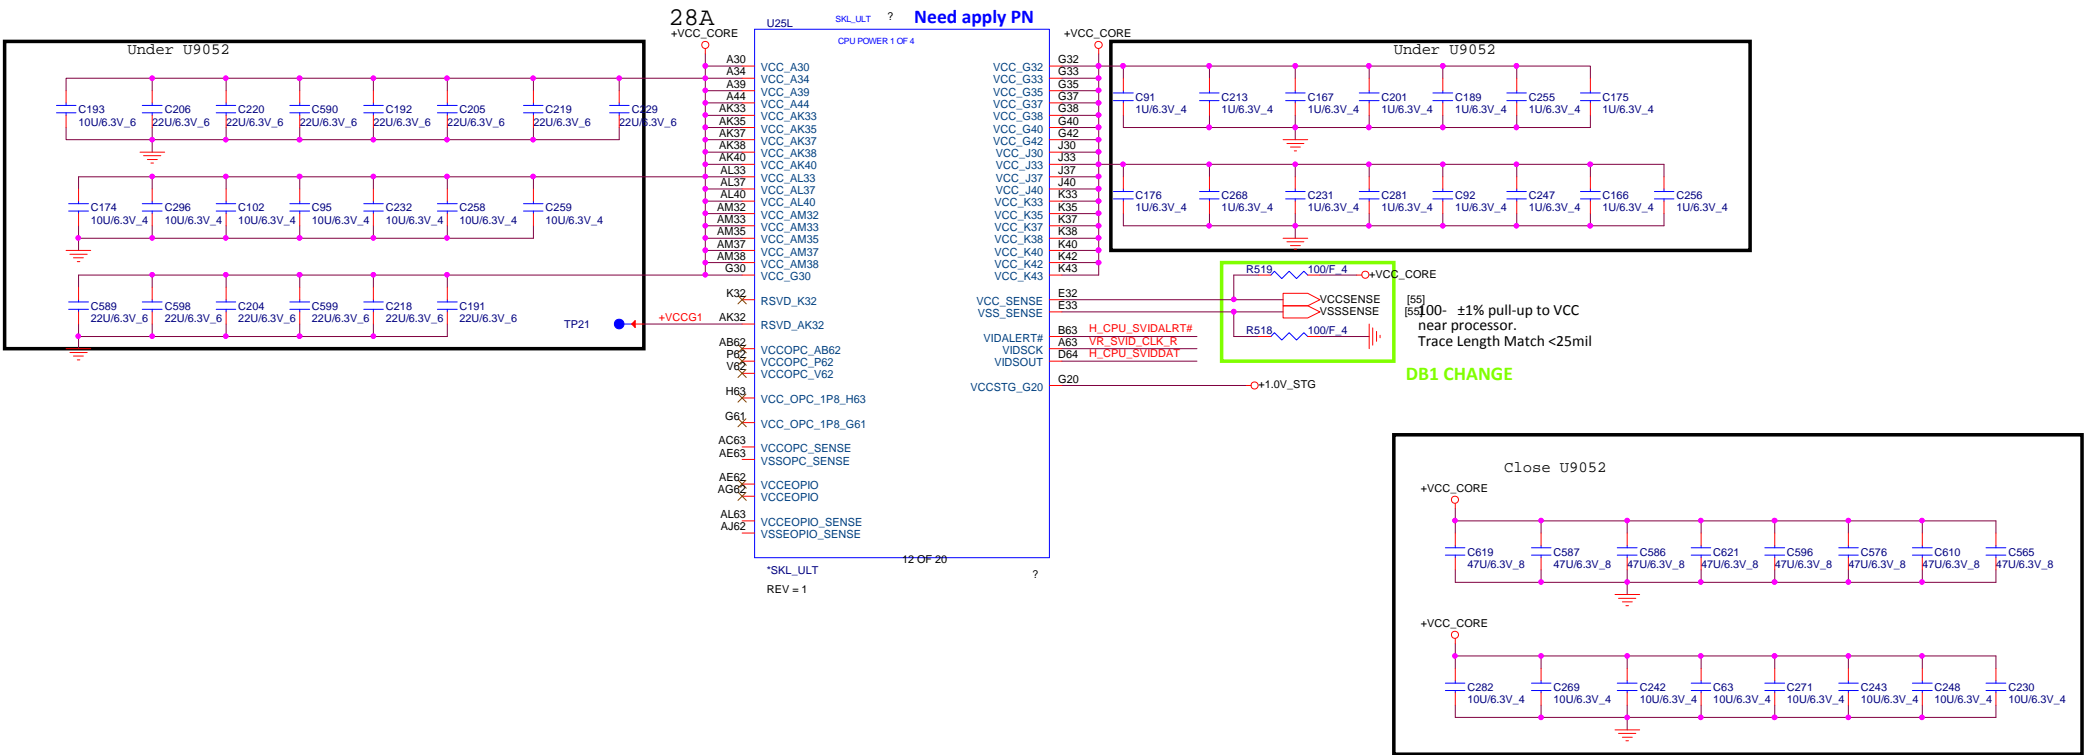 28A
+VCC_CORE
U25L
SKL_ULT
?
Need apply PN
CPU POWER 1 OF 4
+VCC_CORE
Under U9052
C193
10U/6.3V_6
C206
22U/6.3V_6
C220
22U/6.3V_6
C590
22U/6.3V_6
C192
22U/6.3V_6
C205
22U/6.3V_6
C219
22U/6.3V_6
C229
22U/6.3V_6
C174
10U/6.3V_4
C296
10U/6.3V_4
C102
10U/6.3V_4
C95
10U/6.3V_4
C232
10U/6.3V_4
C258
10U/6.3V_4
C259
10U/6.3V_4
C589
22U/6.3V_6
C598
22U/6.3V_6
C204
22U/6.3V_6
C599
22U/6.3V_6
C218
22U/6.3V_6
C191
22U/6.3V_6
TP21
+VCCG1
A30 VCC_A30
A34 VCC_A34
A39 VCC_A39
A44 VCC_A44
AK33 VCC_AK33
AK35 VCC_AK35
AK37 VCC_AK37
AK38 VCC_AK38
AK40 VCC_AK40
AL33 VCC_AL33
AL37 VCC_AL37
AL40 VCC_AL40
AM32 VCC_AM32
AM33 VCC_AM33
AM35 VCC_AM35
AM37 VCC_AM37
AM38 VCC_AM38
G30 VCC_G30
K32 RSVD_K32
AK32 RSVD_AK32
AB62 VCCOPC_AB62
P62 VCCOPC_P62
V62 VCCOPC_V62
H63 VCC_OPC_1P8_H63
G61 VCC_OPC_1P8_G61
AC63 VCCOPC_SENSE
AE63 VSSOPC_SENSE
AE62 VCCEOPIO
AG62 VCCEOPIO
AL63 VCCEOPIO_SENSE
AJ62 VSSEOPIO_SENSE
VCC_G32 G32
VCC_G33 G33
VCC_G35 G35
VCC_G37 G37
VCC_G38 G38
VCC_G40 G40
VCC_G42 G42
VCC_J30 J30
VCC_J33 J33
VCC_J37 J37
VCC_J40 J40
VCC_K33 K33
VCC_K35 K35
VCC_K37 K37
VCC_K38 K38
VCC_K40 K40
VCC_K42 K42
VCC_K43 K43
VCC_SENSE E32
VSS_SENSE E33
VIDALERT# B63 H_CPU_SVIDALRT#
VIDSCK A63 VR_SVID_CLK_R
VIDSOUT D64 H_CPU_SVIDDAT
VCCSTG_G20 G20
+1.0V_STG
12 OF 20
*SKL_ULT
?
REV = 1
Under U9052
C91
1U/6.3V_4
C213
1U/6.3V_4
C167
1U/6.3V_4
C201
1U/6.3V_4
C189
1U/6.3V_4
C255
1U/6.3V_4
C175
1U/6.3V_4
C176
1U/6.3V_4
C268
1U/6.3V_4
C231
1U/6.3V_4
C281
1U/6.3V_4
C92
1U/6.3V_4
C247
1U/6.3V_4
C166
1U/6.3V_4
C256
1U/6.3V_4
R519 100/F_4 +VCC_CORE
VCCSENSE [55]
VSSSENSE [55]
R518 100/F_4
100- ±1% pull-up to VCC
near processor.
Trace Length Match <25mil
DB1 CHANGE
Close U9052
+VCC_CORE
C619
47U/6.3V_8
C587
47U/6.3V_8
C586
47U/6.3V_8
C621
47U/6.3V_8
C596
47U/6.3V_8
C576
47U/6.3V_8
C610
47U/6.3V_8
C565
47U/6.3V_8
+VCC_CORE
C282
10U/6.3V_4
C269
10U/6.3V_4
C242
10U/6.3V_4
C63
10U/6.3V_4
C271
10U/6.3V_4
C243
10U/6.3V_4
C248
10U/6.3V_4
C230
10U/6.3V_4